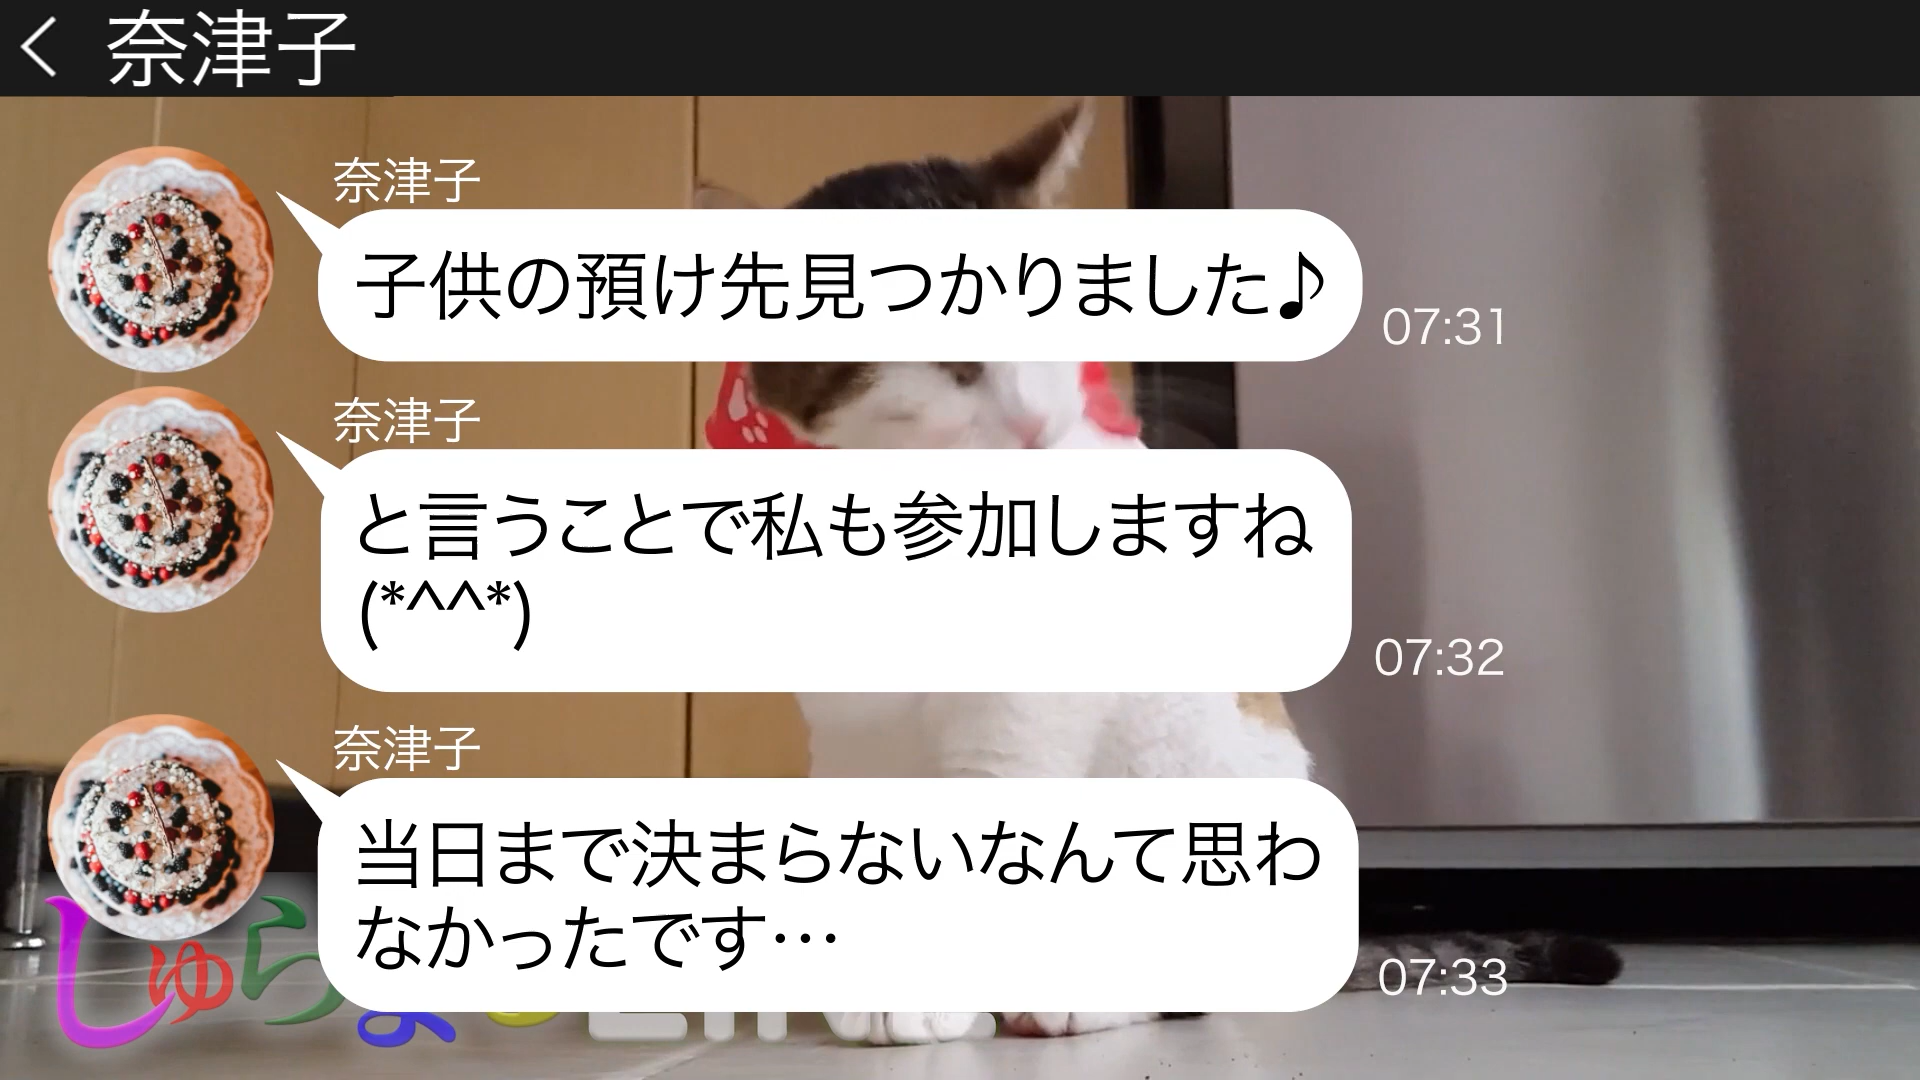 奈津子
奈津子
子供の預け先見つかりました♪
07:31
奈津子
と言うことで私も参加しますね
(*^^*)
07:32
奈津子
当日まで決まらないなんて思わ
なかったです…
07:33
しゅら